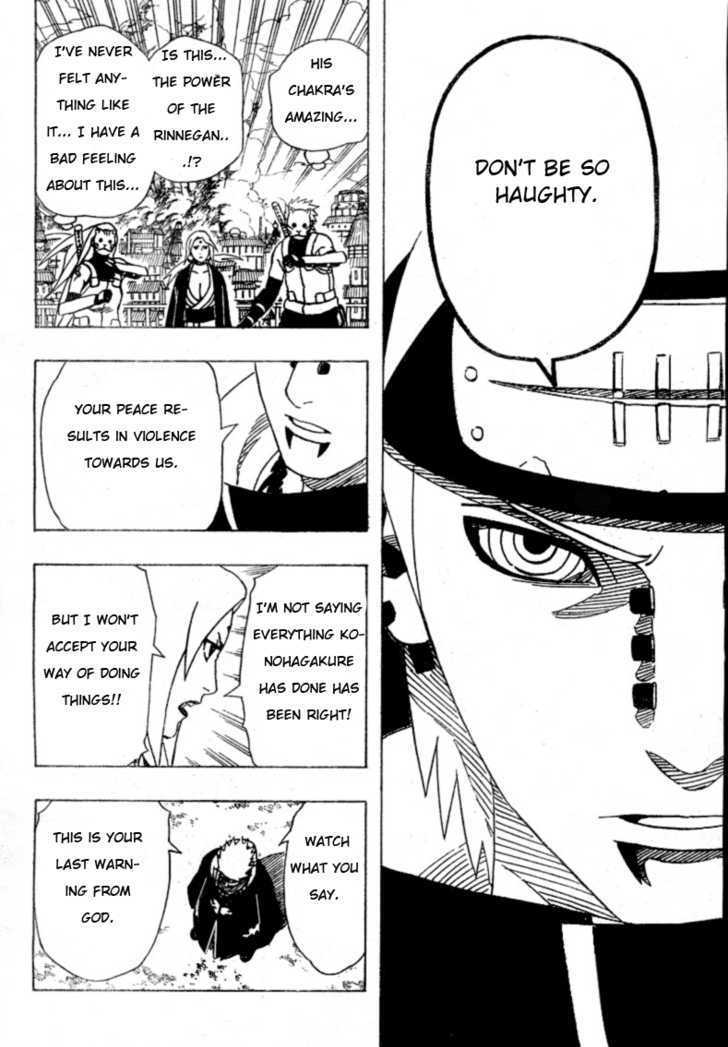 DON'T BE SO
HAUGHTY.
HIS
CHAKRA'S
AMAZING...
IS THIS...
THE POWER
OF THE
RINNEGAN..
.!?
I'VE NEVER
FELT ANY-
THING LIKE
IT... I HAVE A
BAD FEELING
ABOUT THIS...
YOUR PEACE RE-
SULTS IN VIOLENCE
TOWARDS US.
I'M NOT SAYING
EVERYTHING KO-
NOHAGAKURE
HAS DONE HAS
BEEN RIGHT!
BUT I WON'T
ACCEPT YOUR
WAY OF DOING
THINGS!!
WATCH
WHAT YOU
SAY.
THIS IS YOUR
LAST WARN-
ING FROM
GOD.